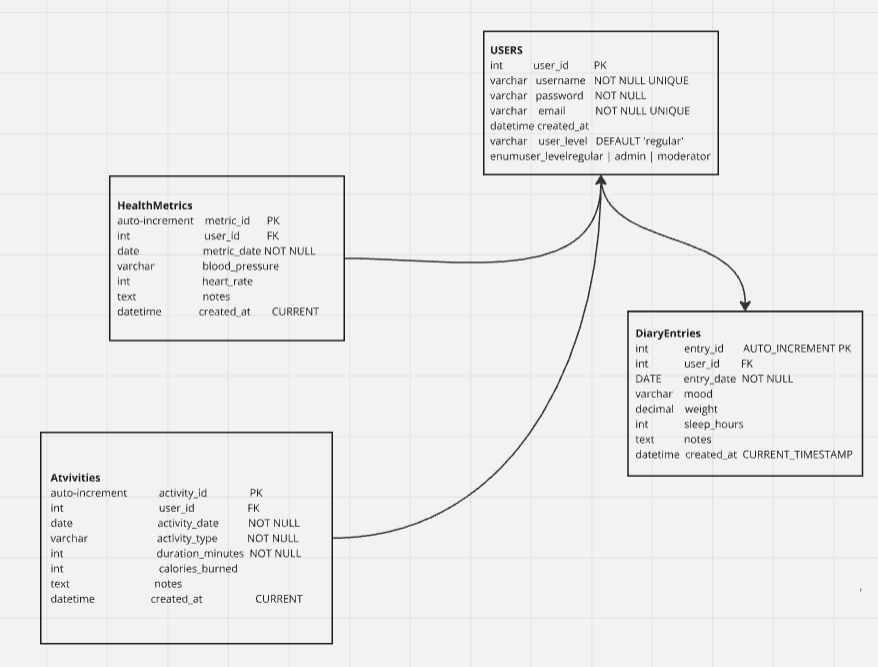 USERS
int user_id PK
varchar username NOT NULL UNIQUE
varchar password NOT NULL
varchar email NOT NULL UNIQUE
datetime created_at
varchar user_level DEFAULT 'regular'
enumuser_levelregular | admin | moderator
HealthMetrics
auto-increment metric_id PK
int user_id FK
date metric_date NOT NULL
varchar blood_pressure
int heart_rate
text notes
datetime created_at CURRENT
DiaryEntries
int entry_id AUTO_INCREMENT PK
int user_id FK
DATE entry_date NOT NULL
varchar mood
decimal weight
int sleep_hours
text notes
datetime created_at CURRENT_TIMESTAMP
Atvivities
auto-increment activity_id PK
int user_id FK
date activity_date NOT NULL
varchar activity_type NOT NULL
int duration_minutes NOT NULL
int calories_burned
text notes
datetime created_at CURRENT